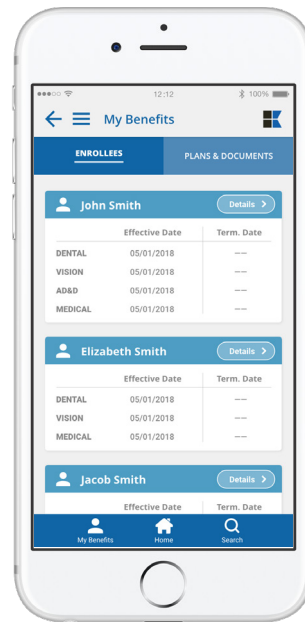 12:12 100%
My Benefits
ENROLLEES PLANS & DOCUMENTS
John Smith Details >
Effective Date Term. Date
DENTAL 05/01/2018 ––
VISION 05/01/2018 ––
AD&D 05/01/2018 ––
MEDICAL 05/01/2018 ––
Elizabeth Smith Details >
Effective Date Term. Date
DENTAL 05/01/2018 ––
VISION 05/01/2018 ––
MEDICAL 05/01/2018 ––
Jacob Smith Details >
Effective Date Term. Date
My Benefits Home Search